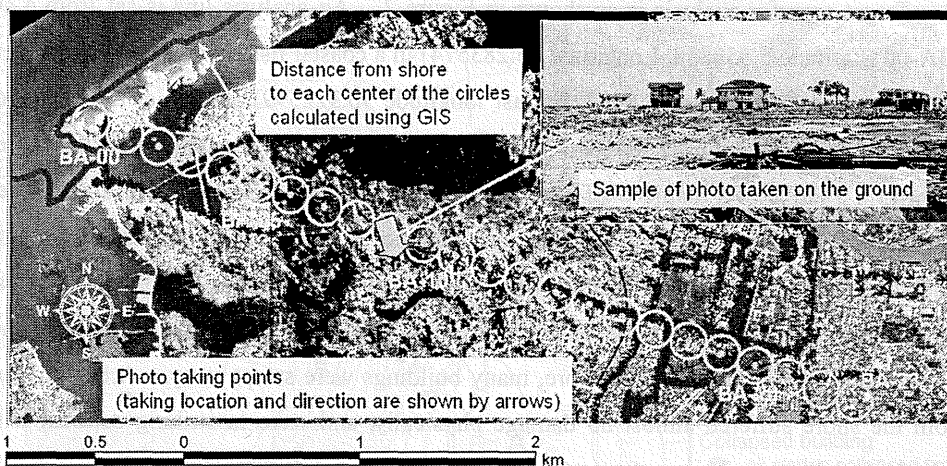 Distance from shore
to each center of the circles
calculated using GIS
Sample of photo taken on the ground
BA-00
N
W
E
S
Photo taking points
(taking location and direction are shown by arrows)
1
0.5
0
1
2
km